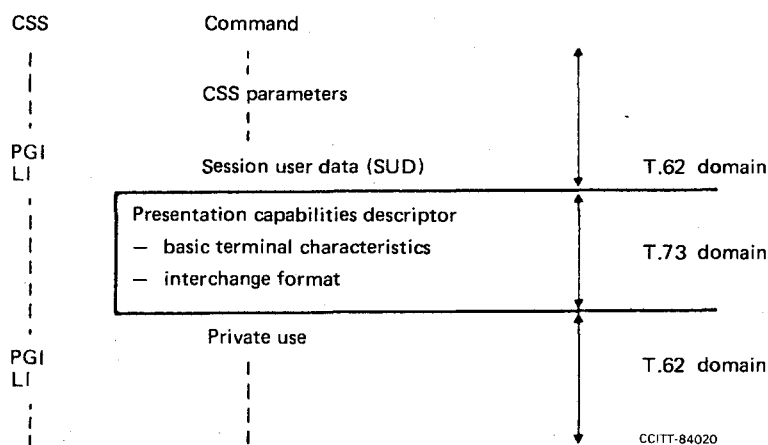 CSS Command
CSS parameters
PGI
LI Session user data (SUD) T.62 domain
Presentation capabilities descriptor
– basic terminal characteristics T.73 domain
– interchange format
Private use
PGI
LI T.62 domain
CCITT-84020